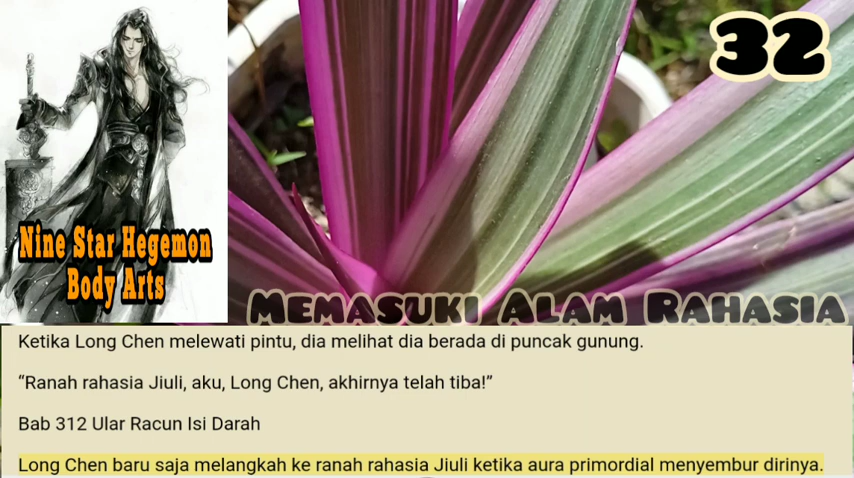 32
Nine Star Hegemon
Body Arts
Memasuki Alam Rahasia
Ketika Long Chen melewati pintu, dia melihat dia berada di puncak gunung.
“Ranah rahasia Jiuli, aku, Long Chen, akhirnya telah tiba!”
Bab 312 Ular Racun Isi Darah
Long Chen baru saja melangkah ke ranah rahasia Jiuli ketika aura primordial menyembur dirinya.